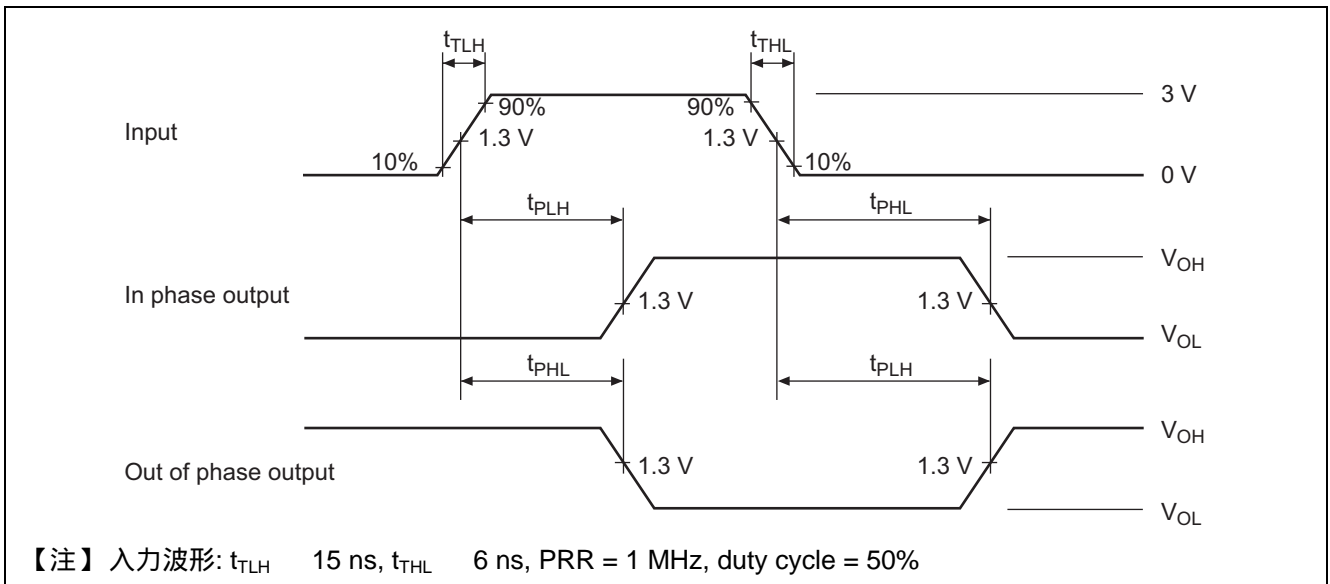 tTLH tTHL
90% 90% 3 V
Input 1.3 V 1.3 V
10% 10% 0 V
tPLH tPHL
VOH
In phase output 1.3 V 1.3 V
VOL
tPHL tPLH
VOH
Out of phase output 1.3 V 1.3 V
VOL
【注】入力波形: tTLH 15 ns, tTHL 6 ns, PRR = 1 MHz, duty cycle = 50%